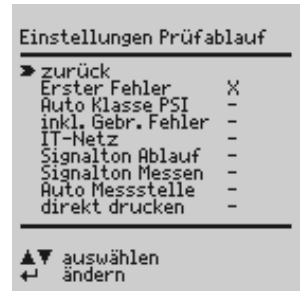 Einstellungen Prüfablauf
➤ zurück
Erster Fehler X
Auto Klasse PSI -
inkl. Gebr. Fehler -
IT-Netz -
Signalton Ablauf -
Signalton Messen -
Auto Messstelle -
direkt drucken -
▲▼ auswählen
↵ ändern